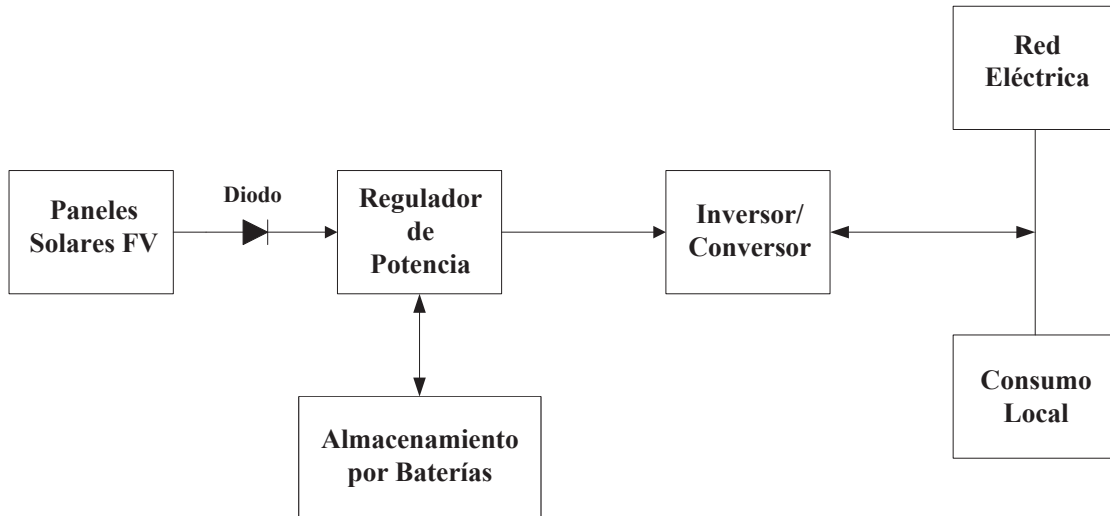 Red
Eléctrica
Paneles
Solares FV
Diodo
Regulador
de
Potencia
Inversor/
Conversor
Consumo
Local
Almacenamiento
por Baterías